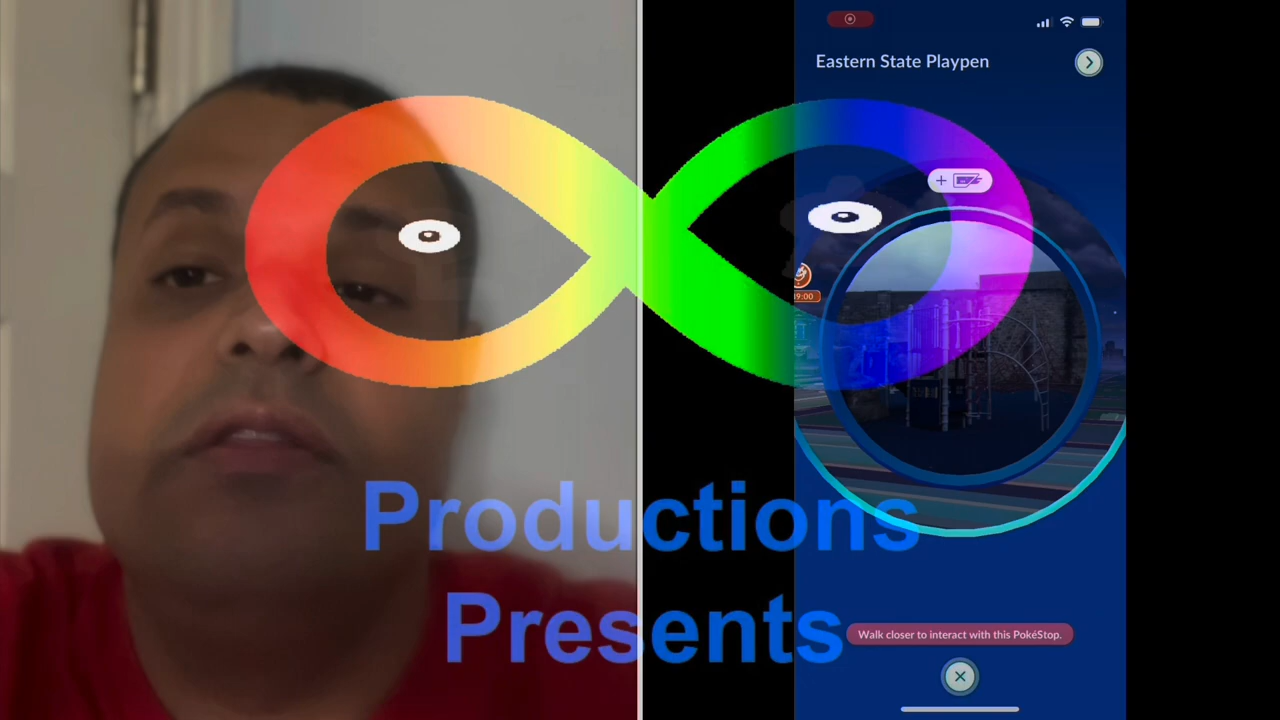 Eastern State Playpen
Productions
Presents
Walk closer to interact with this PokéStop.